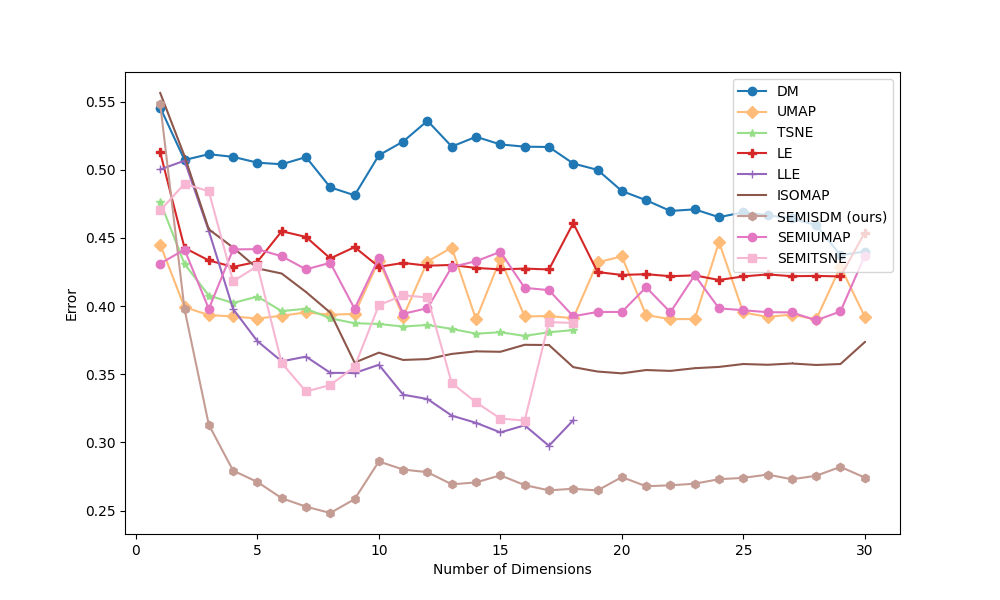 0.55
0.50
0.45
0.40
0.35
0.30
0.25
Error
0
5
10
15
20
25
30
Number of Dimensions
DM
UMAP
TSNE
LE
LLE
ISOMAP
SEMISDM (ours)
SEMIUMAP
SEMITSNE